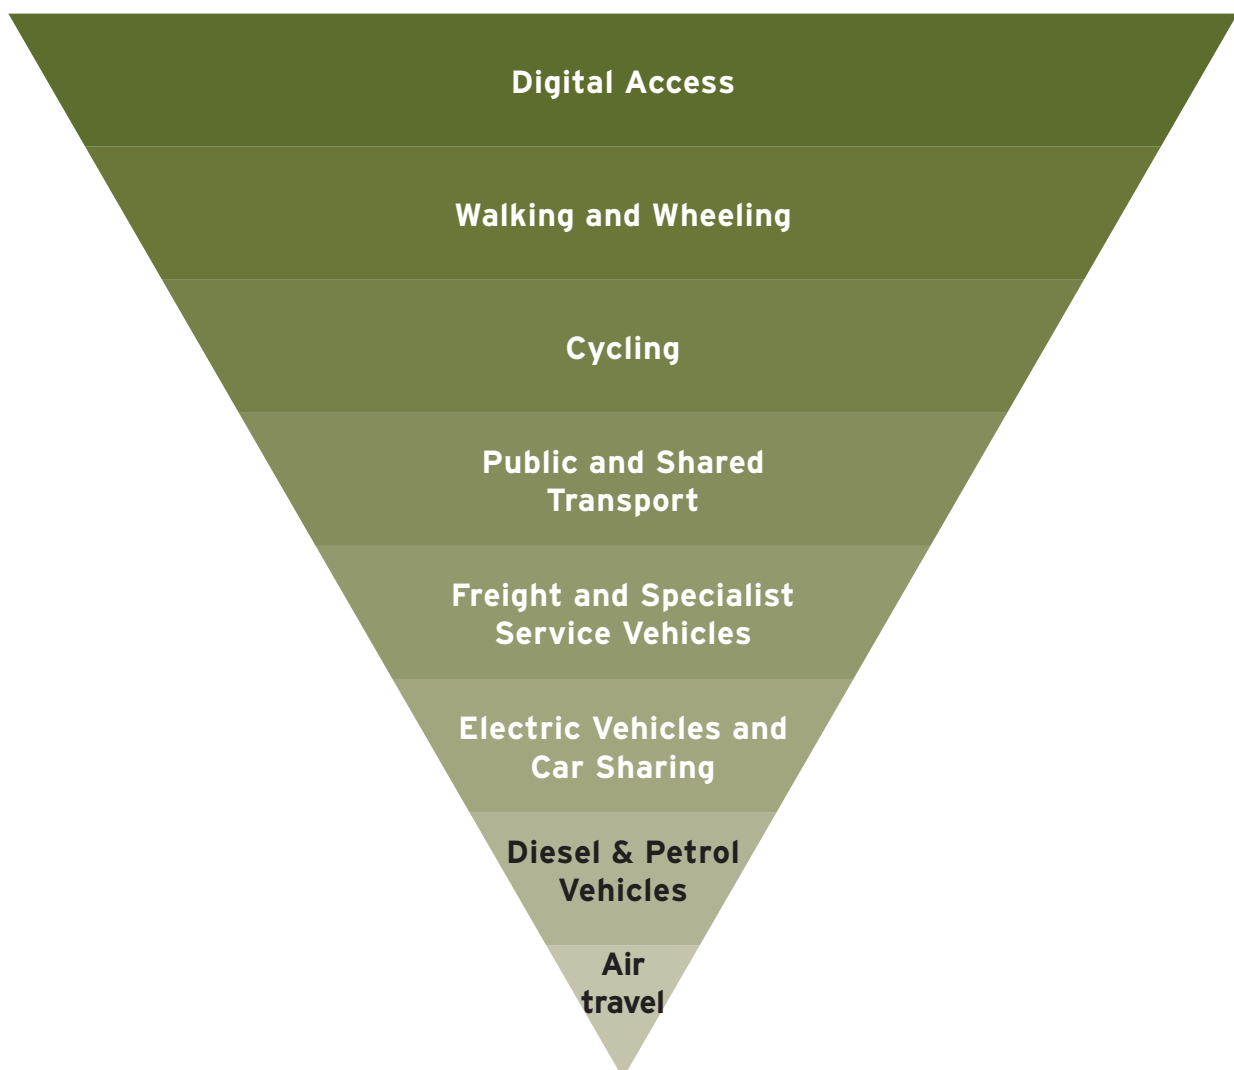 Digital Access
Walking and Wheeling
Cycling
Public and Shared
Transport
Freight and Specialist
Service Vehicles
Electric Vehicles and
Car Sharing
Diesel & Petrol
Vehicles
Air
travel